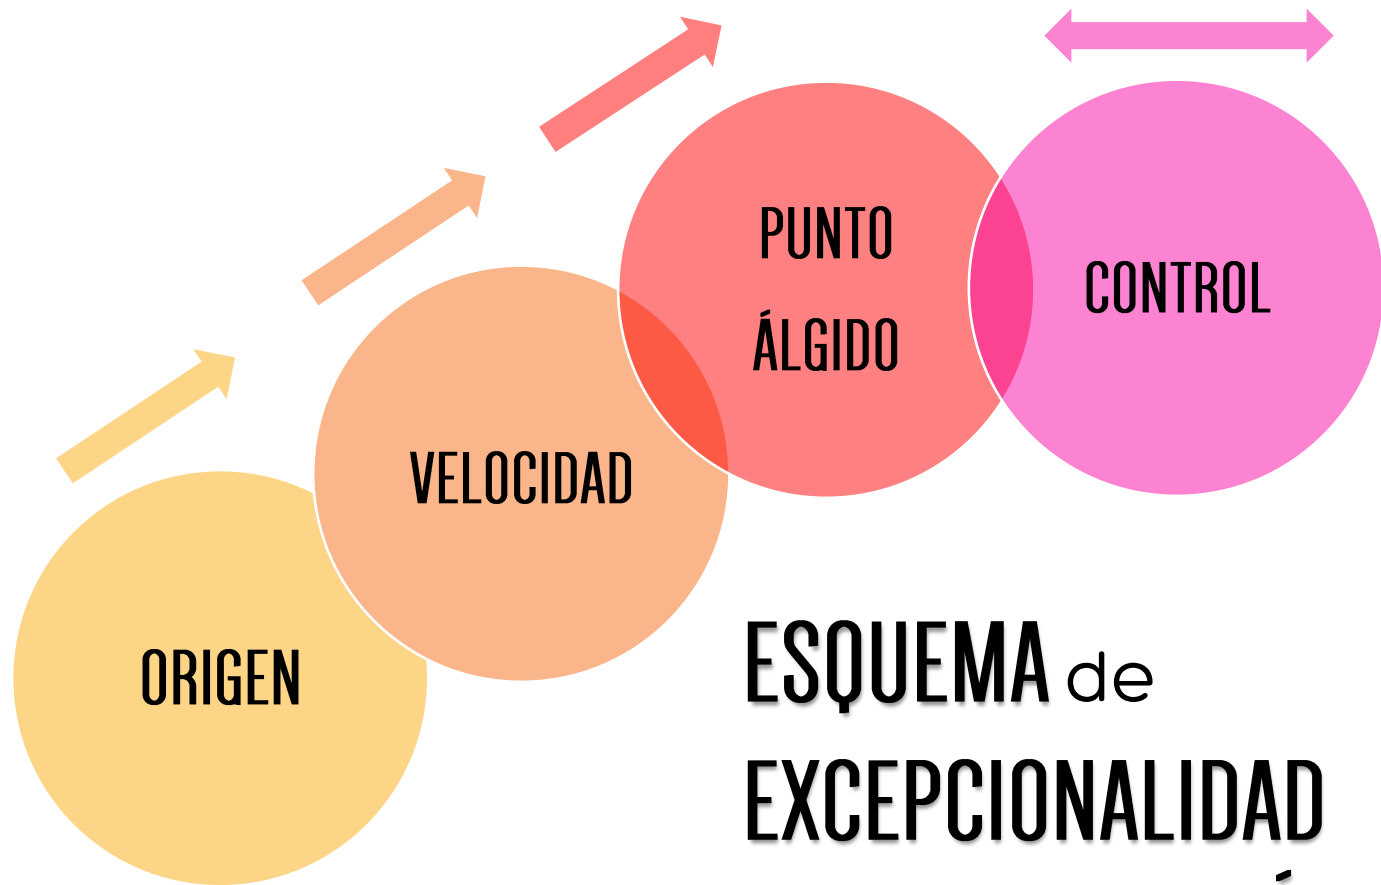 PUNTO
ÁLGIDO
CONTROL
VELOCIDAD
ORIGEN
ESQUEMA de
EXCEPCIONALIDAD